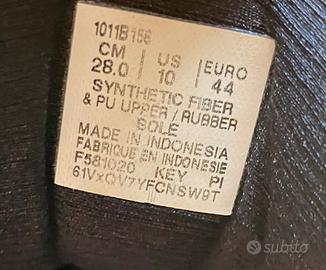 1011B156
CM US EURO
28.0 10 44
SYNTHETIC FIBER
& PU UPPER / RUBBER
SOLE
MADE IN INDONESIA
FABRIQUE EN INDONESIE
F581020 KEY PI
61VxQV7YFCNSW9T
subito